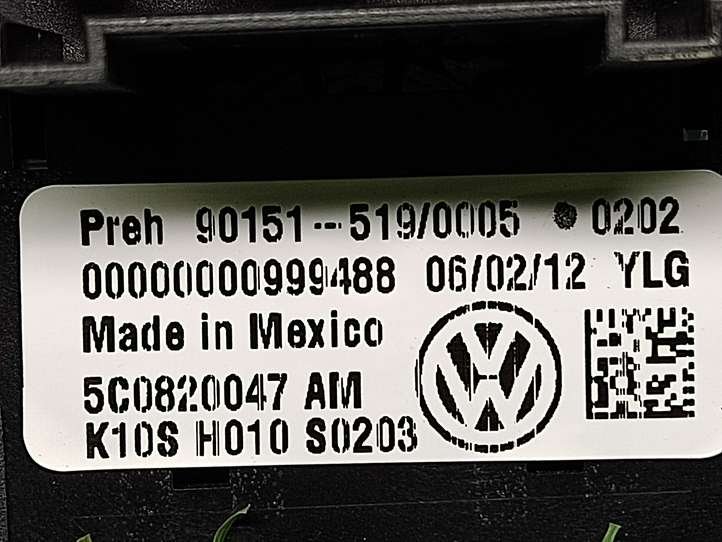 Preh 90151--519/0005 ● 0202
00000000999488 06/02/12 YLG
Made in Mexico
5C0820047 AM
K10S H010 S0203